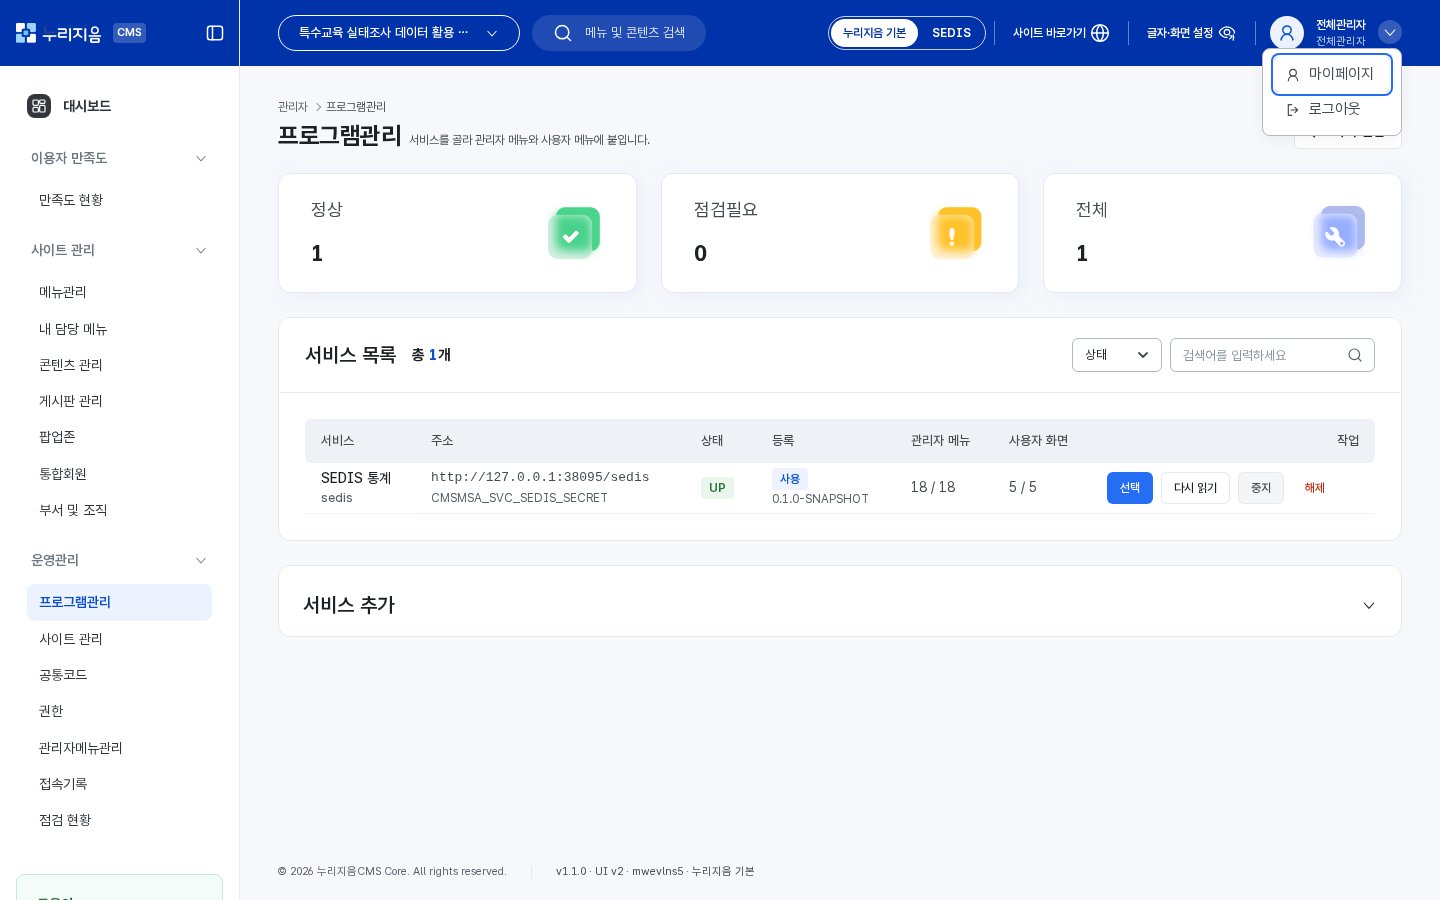 누리지음 CMS
특수교육 실태조사 데이터 활용 ···
메뉴 및 콘텐츠 검색
누리지음 기본
SEDIS
사이트 바로가기
글자·화면 설정
전체관리자
전체관리자
마이페이지
로그아웃
대시보드
이용자 만족도
만족도 현황
사이트 관리
메뉴관리
내 담당 메뉴
콘텐츠 관리
게시판 관리
팝업존
통합회원
부서 및 조직
운영관리
프로그램관리
사이트 관리
공통코드
권한
관리자메뉴관리
접속기록
점검 현황
관리자 > 프로그램관리
프로그램관리 서비스를 골라 관리자 메뉴와 사용자 메뉴에 붙입니다.
정상
1
점검필요
0
전체
1
서비스 목록 총 1개
상태
검색어를 입력하세요
서비스 주소 상태 등록 관리자 메뉴 사용자 화면 작업
SEDIS 통계
sedis
http://127.0.0.1:38095/sedis
CMSMSA_SVC_SEDIS_SECRET
UP
사용
0.1.0-SNAPSHOT
18 / 18
5 / 5
선택 다시 읽기 중지 해제
서비스 추가
© 2026 누리지음CMS Core. All rights reserved.
v1.1.0 · UI v2 · mwevlns5 · 누리지음 기본